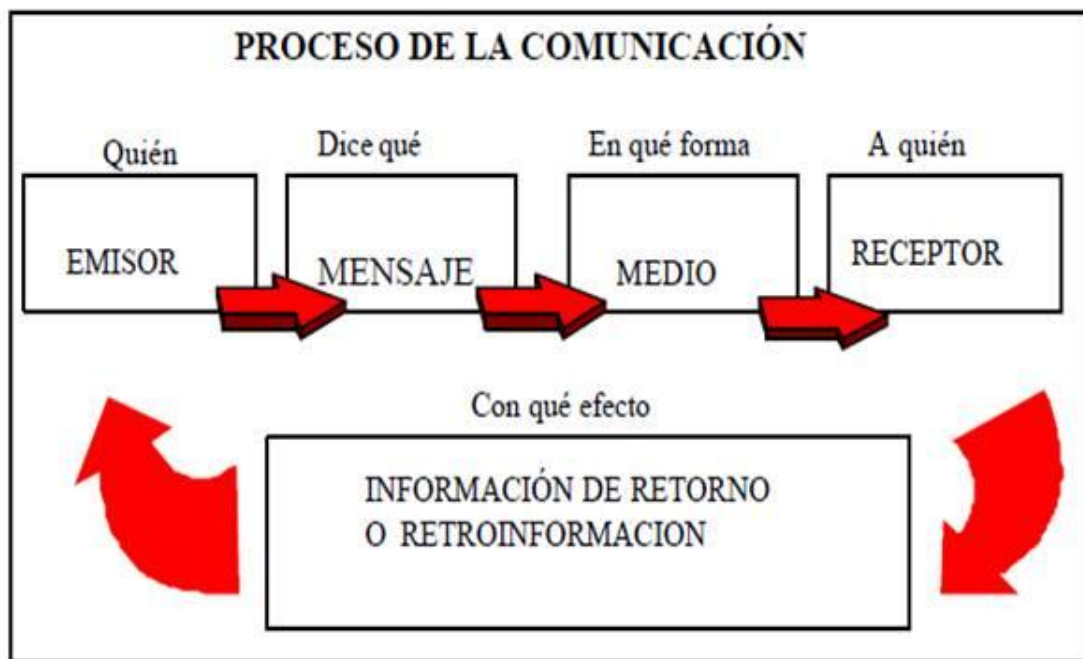 PROCESO DE LA COMUNICACIÓN
Quién
Dice qué
En qué forma
A quién
EMISOR
MENSAJE
MEDIO
RECEPTOR
Con qué efecto
INFORMACIÓN DE RETORNO
O RETROINFORMACION